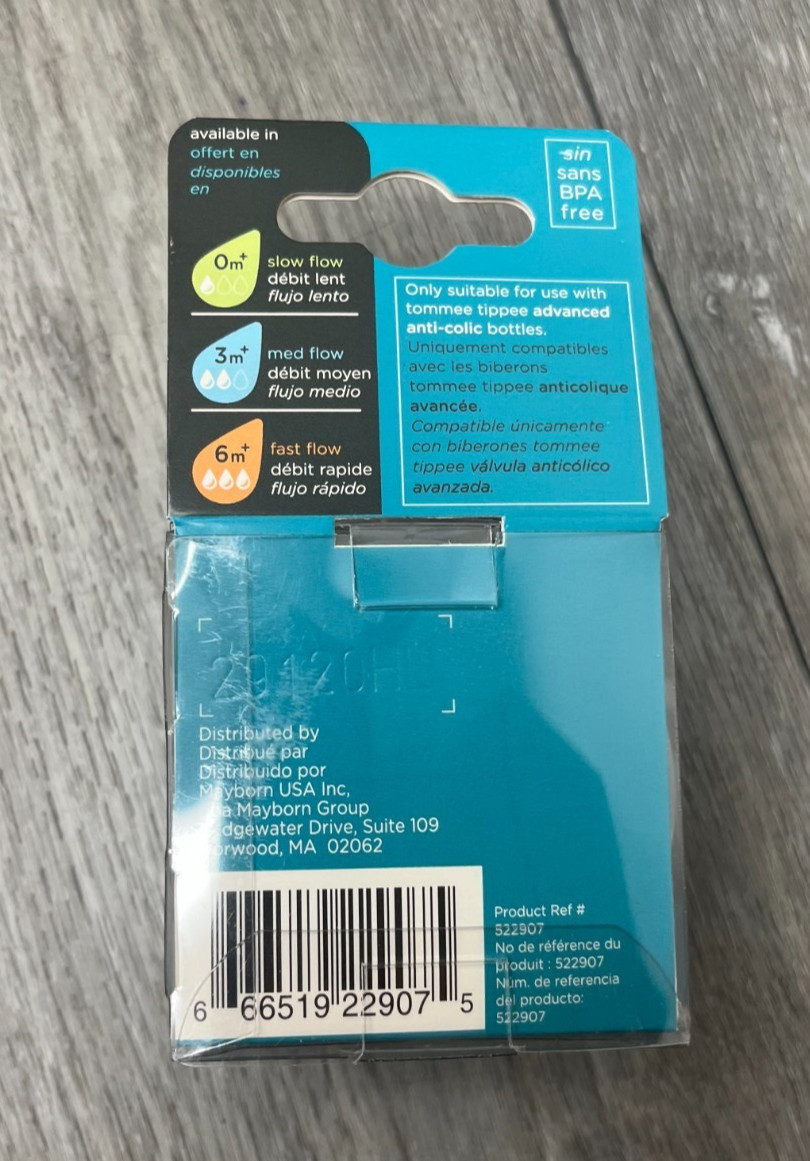 available in
offert en
disponibles
en
0m+
slow flow
débit lent
flujo lento
3m+
med flow
débit moyen
flujo medio
6m+
fast flow
débit rapide
flujo rápido
sin
sans
BPA
free
Only suitable for use with
tommee tippee advanced
anti-colic bottles.
Uniquement compatibles
avec les biberons
tommee tippee anticolique
avancée.
Compatible únicamente
con biberones tommee
tippee válvula anticólico
avanzada.
Distributed by
Distribué par
Distribuido por
Mayborn USA Inc,
Mayborn Group
Drive, Suite 109
MA 02062
6 66519 22907 5
Product Ref #
522907
No de référence du
produit : 522907
Núm. de referencia
del producto:
522907